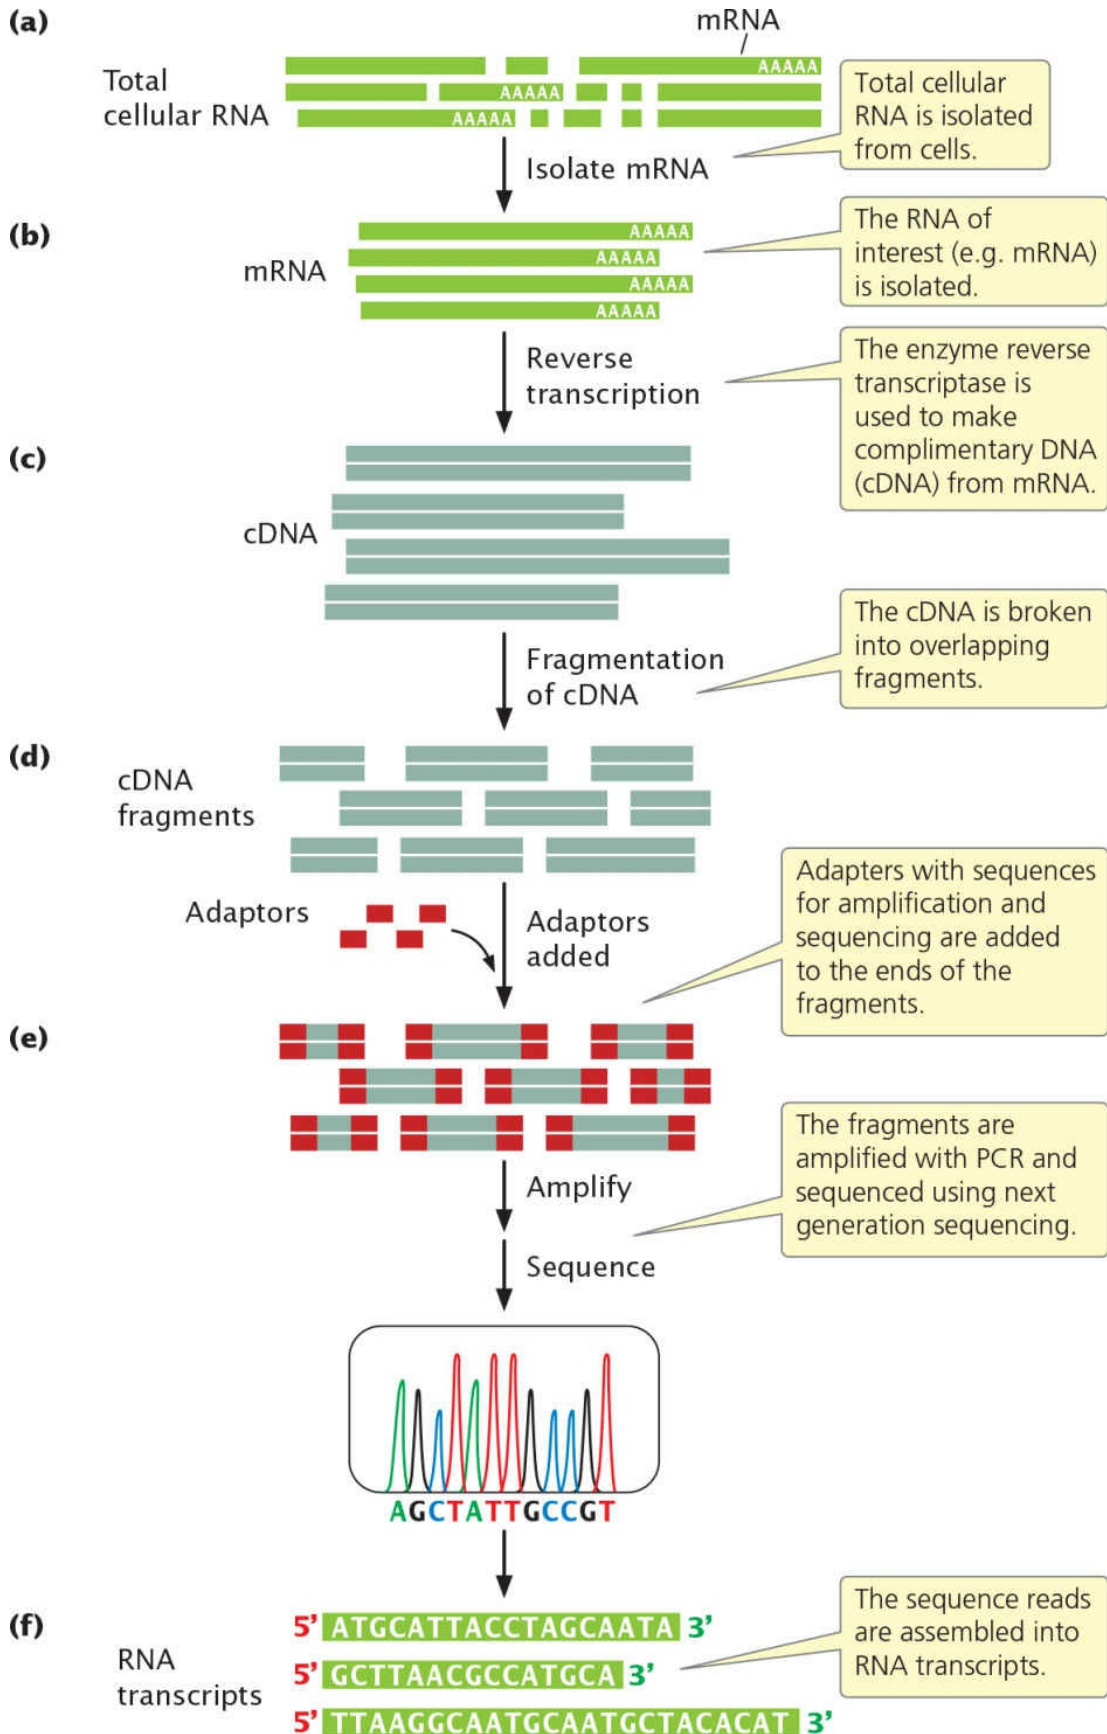 (a)
mRNA
Total
cellular RNA
AAAAA
AAAAA
AAAAA
Total cellular
RNA is isolated
from cells.
Isolate mRNA
(b)
mRNA
AAAAA
AAAAA
AAAAA
AAAAA
The RNA of
interest (e.g. mRNA)
is isolated.
Reverse
transcription
The enzyme reverse
transcriptase is
used to make
complimentary DNA
(cDNA) from mRNA.
(c)
cDNA
Fragmentation
of cDNA
The cDNA is broken
into overlapping
fragments.
(d)
cDNA
fragments
Adaptors
Adaptors
added
Adapters with sequences
for amplification and
sequencing are added
to the ends of the
fragments.
(e)
Amplify
The fragments are
amplified with PCR and
sequenced using next
generation sequencing.
Sequence
AGCTATTGCCGT
(f)
RNA
transcripts
5’ ATGCATTACCTAGCAATA 3’
5’ GCTTAACGCCATGCA 3’
5’ TTAAGGCAATGCAATGCTACACAT 3’
The sequence reads
are assembled into
RNA transcripts.